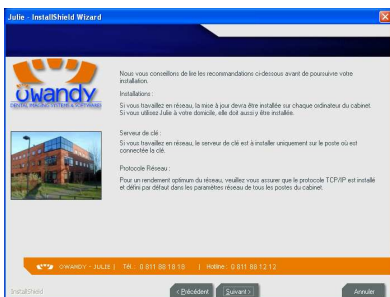 Julie - InstallShield Wizard
Nous vous conseillons de lire les recommandations ci-dessous avant de poursuivre votre
installation.
Installations :
Si vous travaillez en réseau, la mise à jour devra être installée sur chaque ordinateur du cabinet.
Si vous utilisez Julie à votre domicile, elle doit aussi y être installée.
owandy
DENTAL IMAGING SYSTEMS & SOFTWARE
Serveur de clé :
Si vous travaillez en réseau, le serveur de clé est à installer uniquement sur le poste où est
connectée la clé.
Protocole Réseau :
Pour un rendement optimum du réseau, veuillez vous assurer que le protocole TCP/IP est installé
et défini par défaut dans les paramètres réseau de tous les postes du cabinet.
OWANDY - JULIE | Tél. : 0 811 88 18 18 | Hotline : 0 811 88 12 12
InstallShield
< Précédent
Suivant >
Annuler